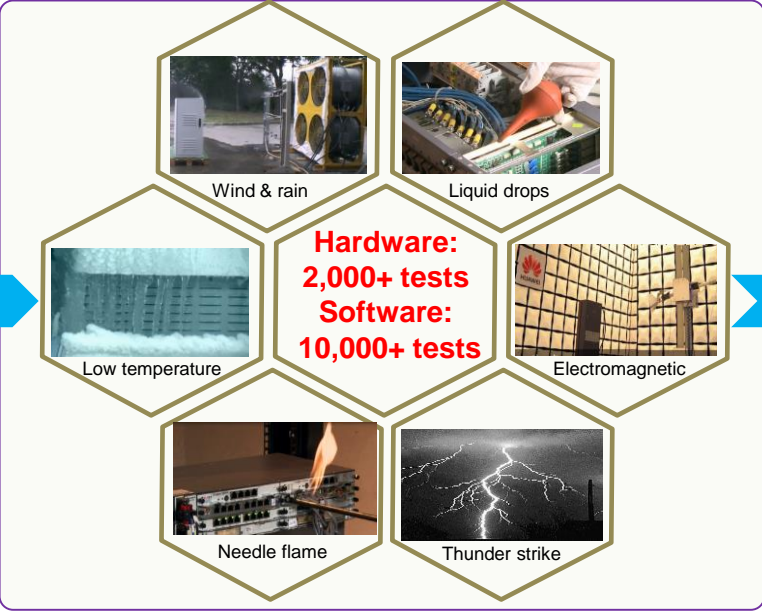 Wind & rain
Liquid drops
Hardware:
2,000+ tests
Software:
10,000+ tests
HUAWEI
Low temperature
Electromagnetic
Needle flame
Thunder strike